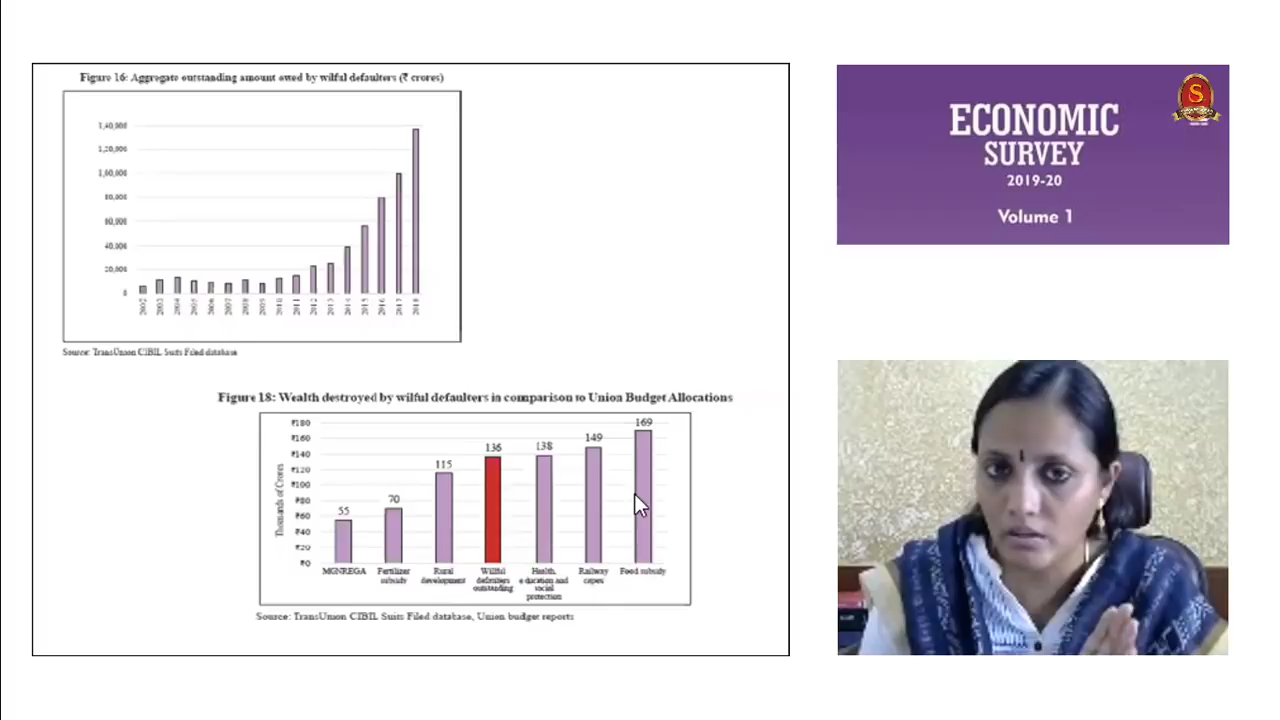 Figure 16: Aggregate outstanding amount owed by wilful defaulters (₹ crores)
1,40,000
1,20,000
1,00,000
80,000
60,000
40,000
20,000
0
2002 2003 2004 2005 2006 2007 2008 2009 2010 2011 2012 2013 2014 2015 2016 2017 2018
Source: TransUnion CIBIL Suits Filed database
Figure 18: Wealth destroyed by wilful defaulters in comparison to Union Budget Allocations
Thousands of Crores
₹180
₹160
₹140
₹120
₹100
₹80
₹60
₹40
₹20
₹0
55 70 115 136 138 149 169
MGNREGA
Fertilizer
subsidy
Rural
development
Willful
defaulters
outstanding
Health,
education and
social
protection
Railway
capex
Food subsidy
Source: TransUnion CIBIL Suits Filed database, Union budget reports
ECONOMIC
SURVEY
2019-20
Volume 1
S